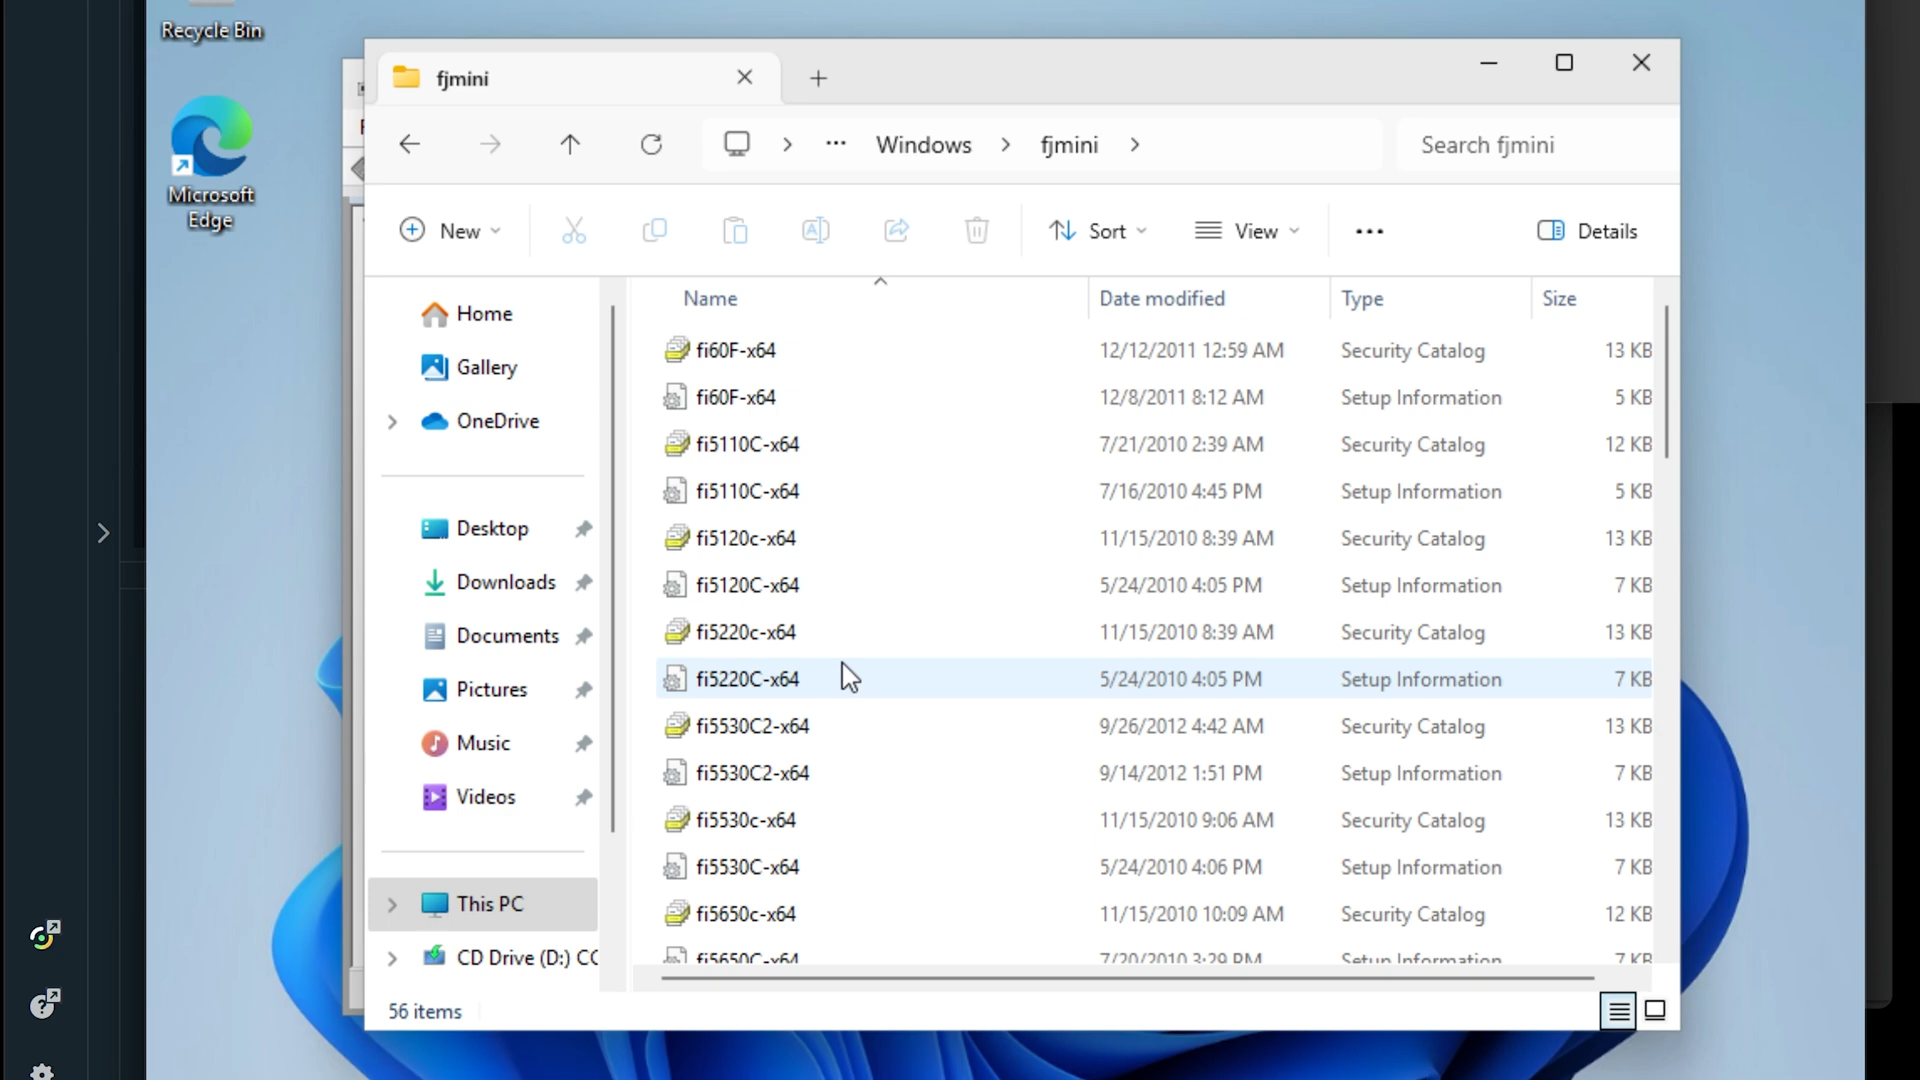 Recycle Bin
Microsoft
Edge
fjmini
Windows
fjmini
Search fjmini
New
Sort
View
Details
Home
Gallery
OneDrive
Desktop
Downloads
Documents
Pictures
Music
Videos
This PC
CD Drive (D:) CC
Name Date modified Type Size
fi60F-x64 12/12/2011 12:59 AM Security Catalog 13 KB
fi60F-x64 12/8/2011 8:12 AM Setup Information 5 KB
fi5110C-x64 7/21/2010 2:39 AM Security Catalog 12 KB
fi5110C-x64 7/16/2010 4:45 PM Setup Information 5 KB
fi5120c-x64 11/15/2010 8:39 AM Security Catalog 13 KB
fi5120C-x64 5/24/2010 4:05 PM Setup Information 7 KB
fi5220c-x64 11/15/2010 8:39 AM Security Catalog 13 KB
fi5220C-x64 5/24/2010 4:05 PM Setup Information 7 KB
fi5530C2-x64 9/26/2012 4:42 AM Security Catalog 13 KB
fi5530C2-x64 9/14/2012 1:51 PM Setup Information 7 KB
fi5530c-x64 11/15/2010 9:06 AM Security Catalog 13 KB
fi5530C-x64 5/24/2010 4:06 PM Setup Information 7 KB
fi5650c-x64 11/15/2010 10:09 AM Security Catalog 12 KB
fi5650C-x64 7/20/2010 3:29 PM Setup Information 7 KB
56 items